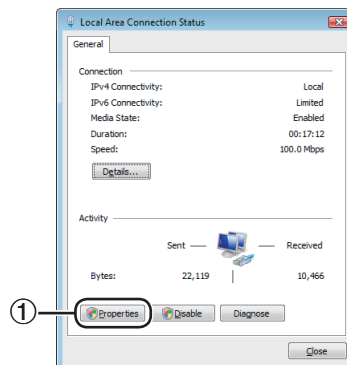 Local Area Connection Status
General
Connection
IPv4 Connectivity: Local
IPv6 Connectivity: Limited
Media State: Enabled
Duration: 00:17:12
Speed: 100.0 Mbps
Details...
Activity
Sent Received
Bytes: 22,119 10,466
① Properties Disable Diagnose
Close